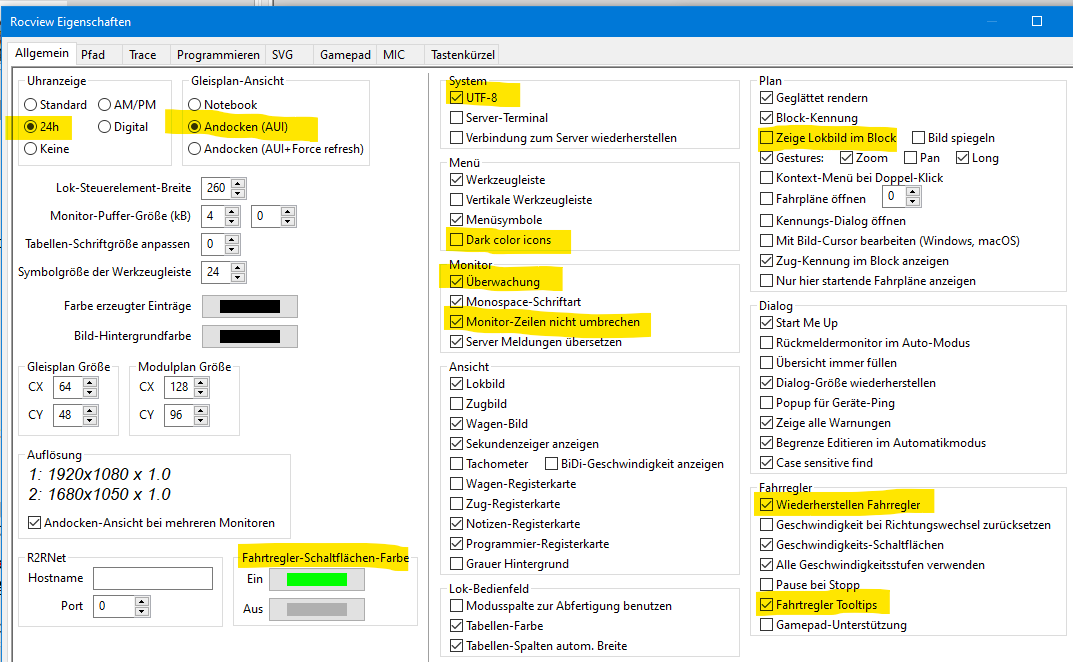 Rocview Eigenschaften
Allgemein Pfad Trace Programmieren SVG Gamepad MIC Tastenkürzel
Uhranzeige
Standard AM/PM
24h Digital
Keine
Gleisplan-Ansicht
Notebook
Andocken (AUI)
Andocken (AUI+Force refresh)
Lok-Steuerelement-Breite 260
Monitor-Puffer-Größe (kB) 4 0
Tabellen-Schriftgröße anpassen 0
Symbolgröße der Werkzeugleiste 24
Farbe erzeugter Einträge
Bild-Hintergrundfarbe
Gleisplan Größe
CX 64
CY 48
Modulplan Größe
CX 128
CY 96
Auflösung
1: 1920x1080 x 1.0
2: 1680x1050 x 1.0
Andocken-Ansicht bei mehreren Monitoren
R2RNet
Hostname
Port 0
Fahrtregler-Schaltflächen-Farbe
Ein
Aus
System
UTF-8
Server-Terminal
Verbindung zum Server wiederherstellen
Menü
Werkzeugleiste
Vertikale Werkzeugleiste
Menüsymbole
Dark color icons
Monitor
Überwachung
Monospace-Schriftart
Monitor-Zeilen nicht umbrechen
Server Meldungen übersetzen
Ansicht
Lokbild
Zugbild
Wagen-Bild
Sekundenzeiger anzeigen
Tachometer BiDi-Geschwindigkeit anzeigen
Wagen-Registerkarte
Zug-Registerkarte
Notizen-Registerkarte
Programmier-Registerkarte
Grauer Hintergrund
Lok-Bedienfeld
Modusspalte zur Abfertigung benutzen
Tabellen-Farbe
Tabellen-Spalten autom. Breite
Plan
Geglättet rendern
Block-Kennung
Zeige Lokbild im Block Bild spiegeln
Gestures: Zoom Pan Long
Kontext-Menü bei Doppel-Klick
Fahrpläne öffnen 0
Kennungs-Dialog öffnen
Mit Bild-Cursor bearbeiten (Windows, macOS)
Zug-Kennung im Block anzeigen
Nur hier startende Fahrpläne anzeigen
Dialog
Start Me Up
Rückmeldermonitor im Auto-Modus
Übersicht immer füllen
Dialog-Größe wiederherstellen
Popup für Geräte-Ping
Zeige alle Warnungen
Begrenze Editieren im Automatikmodus
Case sensitive find
Fahrregler
Wiederherstellen Fahrregler
Geschwindigkeit bei Richtungswechsel zurücksetzen
Geschwindigkeits-Schaltflächen
Alle Geschwindigkeitsstufen verwenden
Pause bei Stopp
Fahrtregler Tooltips
Gamepad-Unterstützung